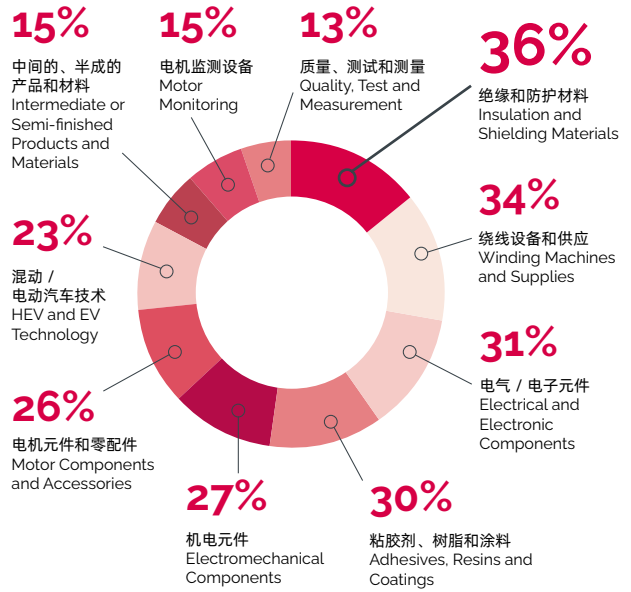 15%
中间的、半成的
产品和材料
Intermediate or
Semi-finished
Products and
Materials
15%
电机监测设备
Motor
Monitoring
13%
质量、测试和测量
Quality, Test and
Measurement
36%
绝缘和防护材料
Insulation and
Shielding Materials
34%
绕线设备和供应
Winding Machines
and Supplies
31%
电气 / 电子元件
Electrical and
Electronic
Components
30%
粘胶剂、树脂和涂料
Adhesives, Resins and
Coatings
27%
机电元件
Electromechanical
Components
26%
电机元件和零配件
Motor Components
and Accessories
23%
混动 /
电动汽车技术
HEV and EV
Technology